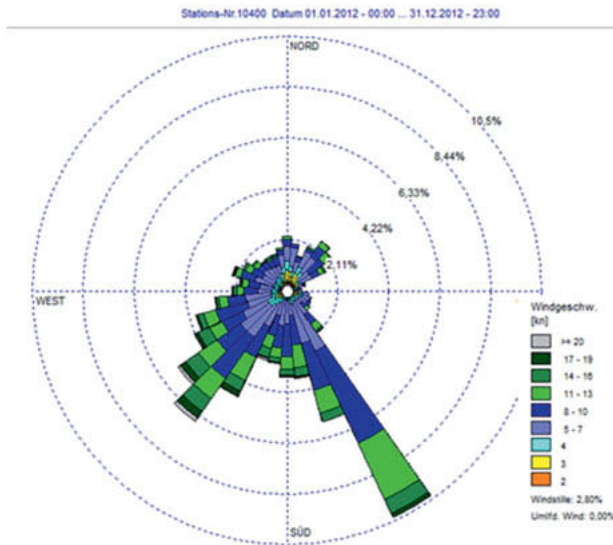 Stations-Nr.10400 Datum 01.01.2012 - 00:00 ... 31.12.2012 - 23:00
NORD
10,5%
8,44%
6,33%
4,22%
2,11%
WEST
SÜD
Windgeschw.
[kn]
>= 20
17 - 19
14 - 16
11 - 13
8 - 10
5 - 7
4
3
2
Windstille: 2,80%
Umlfd. Wind: 0,00%